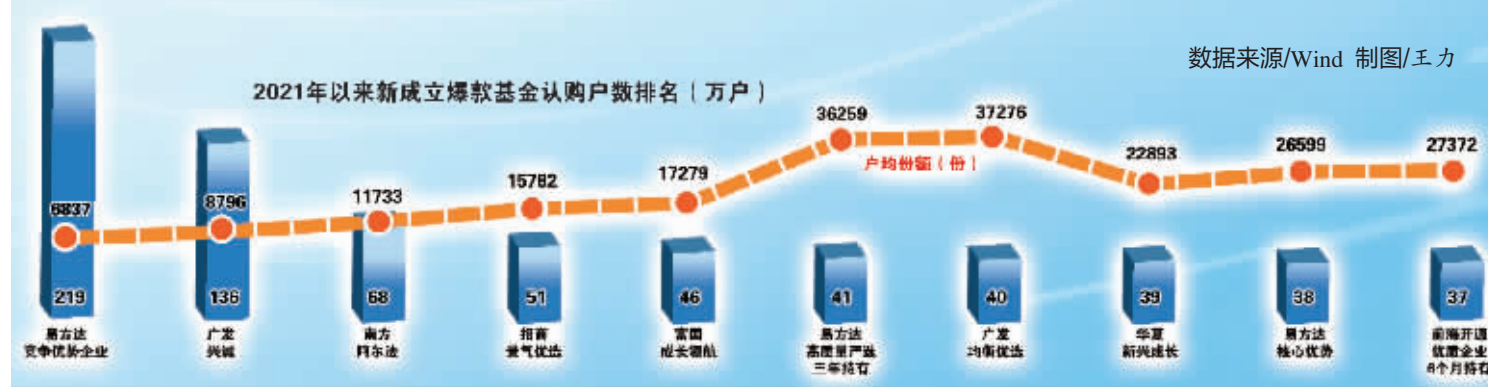 数据来源/Wind 制图/王力
2021年以来新成立爆款基金认购户数排名（万户）
户均份额（份）
6837
8796
11733
15782
17279
36259
37276
22893
26599
27372
219
136
68
51
46
41
40
39
38
37
易方达
竞争优势企业
广发
兴诚
南方
阿尔法
招商
景气优选
富国
成长领航
易方达
高质量严选
三年持有
广发
均衡优选
华夏
新兴成长
易方达
核心优势
前海开源
优质企业
6个月持有